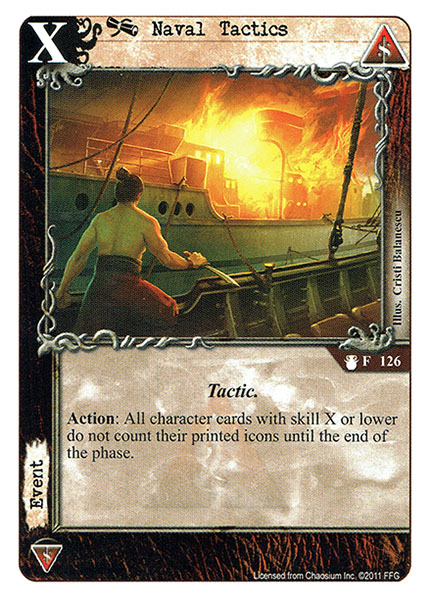 X
Naval Tactics
Illus. Cristi Balanescu
F 126
Tactic.
Action: All character cards with skill X or lower
do not count their printed icons until the end of
the phase.
Event
Licensed from Chaosium Inc. ©2011 FFG